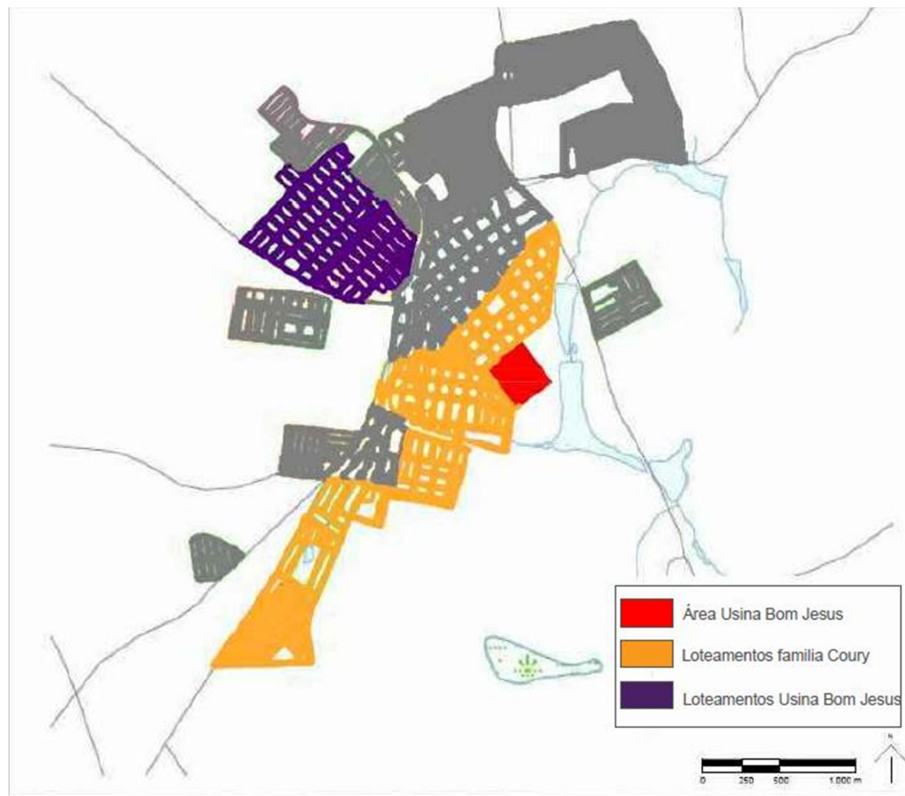 Área Usina Bom Jesus
Loteamentos familia Coury
Loteamentos Usina Bom Jesus
N
0 250 500 1.000 m